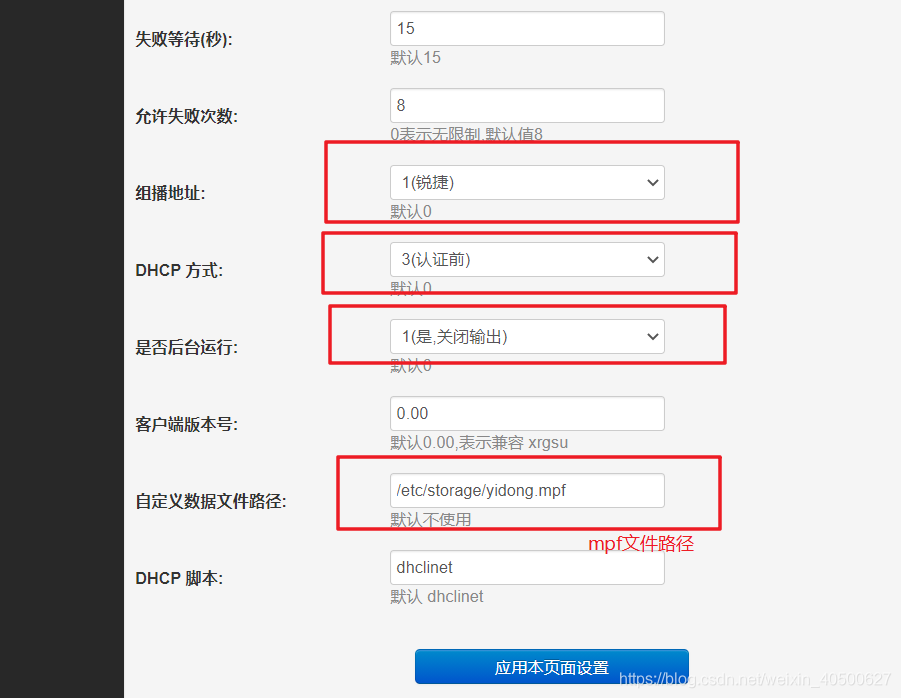 失败等待(秒):
15
默认15
允许失败次数:
8
0表示无限制,默认值8
组播地址:
1(锐捷)
默认0
DHCP 方式:
3(认证前)
默认0
是否后台运行:
1(是,关闭输出)
默认0
客户端版本号:
0.00
默认0.00,表示兼容 xrgsu
自定义数据文件路径:
/etc/storage/yidong.mpf
默认不使用
mpf文件路径
DHCP 脚本:
dhclinet
默认 dhclinet
应用本页面设置
https://blog.csdn.net/weixin_40500627